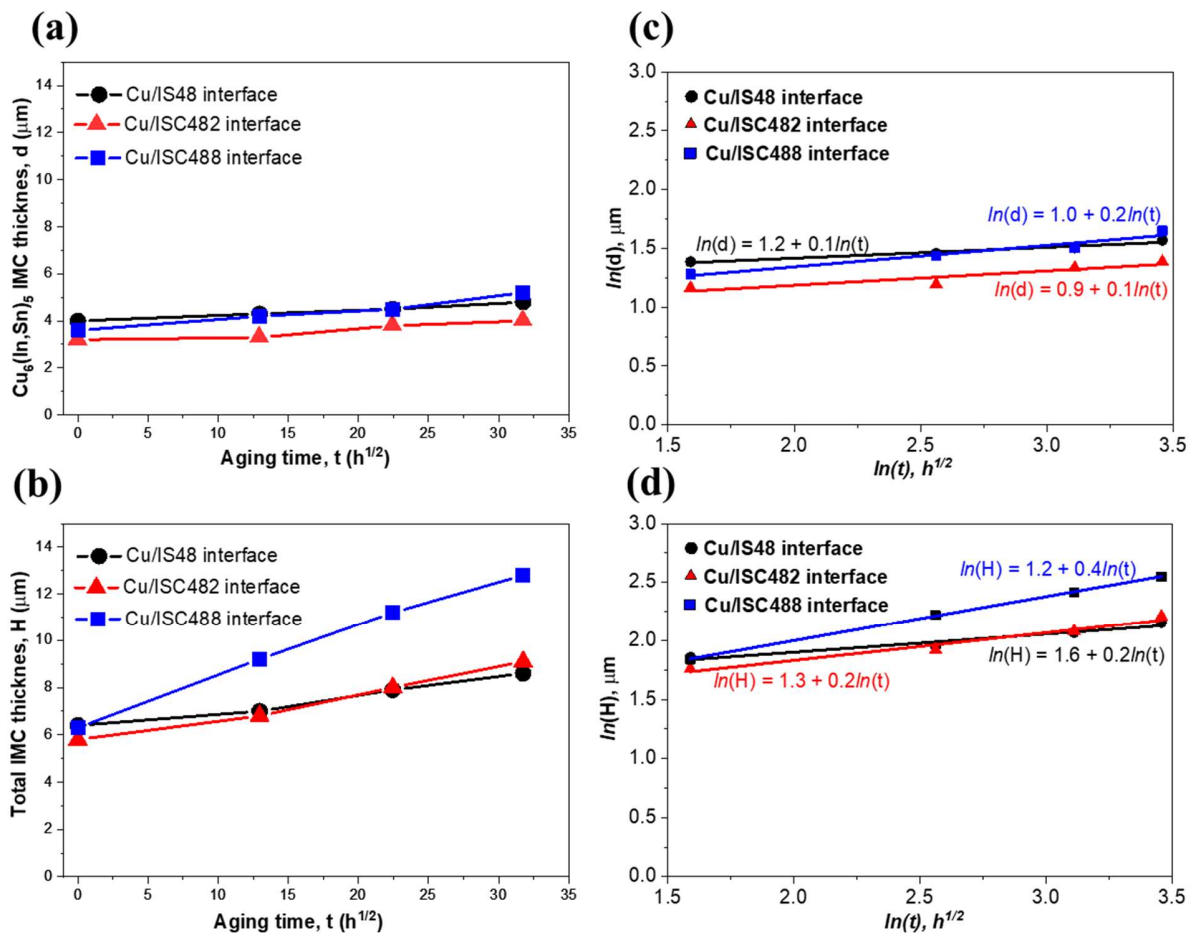 (a)
Cu/IS48 interface
Cu/ISC482 interface
Cu/ISC488 interface
Cu6(In,Sn)5 IMC thicknes, d (μm)
14
12
10
8
6
4
2
0
0 5 10 15 20 25 30 35
Aging time, t (h1/2)
(c)
Cu/IS48 interface
Cu/ISC482 interface
Cu/ISC488 interface
ln(d) = 1.0 + 0.2ln(t)
ln(d) = 1.2 + 0.1ln(t)
ln(d) = 0.9 + 0.1ln(t)
ln(d), μm
3.0
2.5
2.0
1.5
1.0
0.5
0.0
1.5 2.0 2.5 3.0 3.5
ln(t), h1/2
(b)
Cu/IS48 interface
Cu/ISC482 interface
Cu/ISC488 interface
Total IMC thicknes, H (μm)
14
12
10
8
6
4
2
0
0 5 10 15 20 25 30 35
Aging time, t (h1/2)
(d)
Cu/IS48 interface
Cu/ISC482 interface
Cu/ISC488 interface
ln(H) = 1.2 + 0.4ln(t)
ln(H) = 1.6 + 0.2ln(t)
ln(H) = 1.3 + 0.2ln(t)
ln(H), μm
3.0
2.5
2.0
1.5
1.0
0.5
0.0
1.5 2.0 2.5 3.0 3.5
ln(t), h1/2